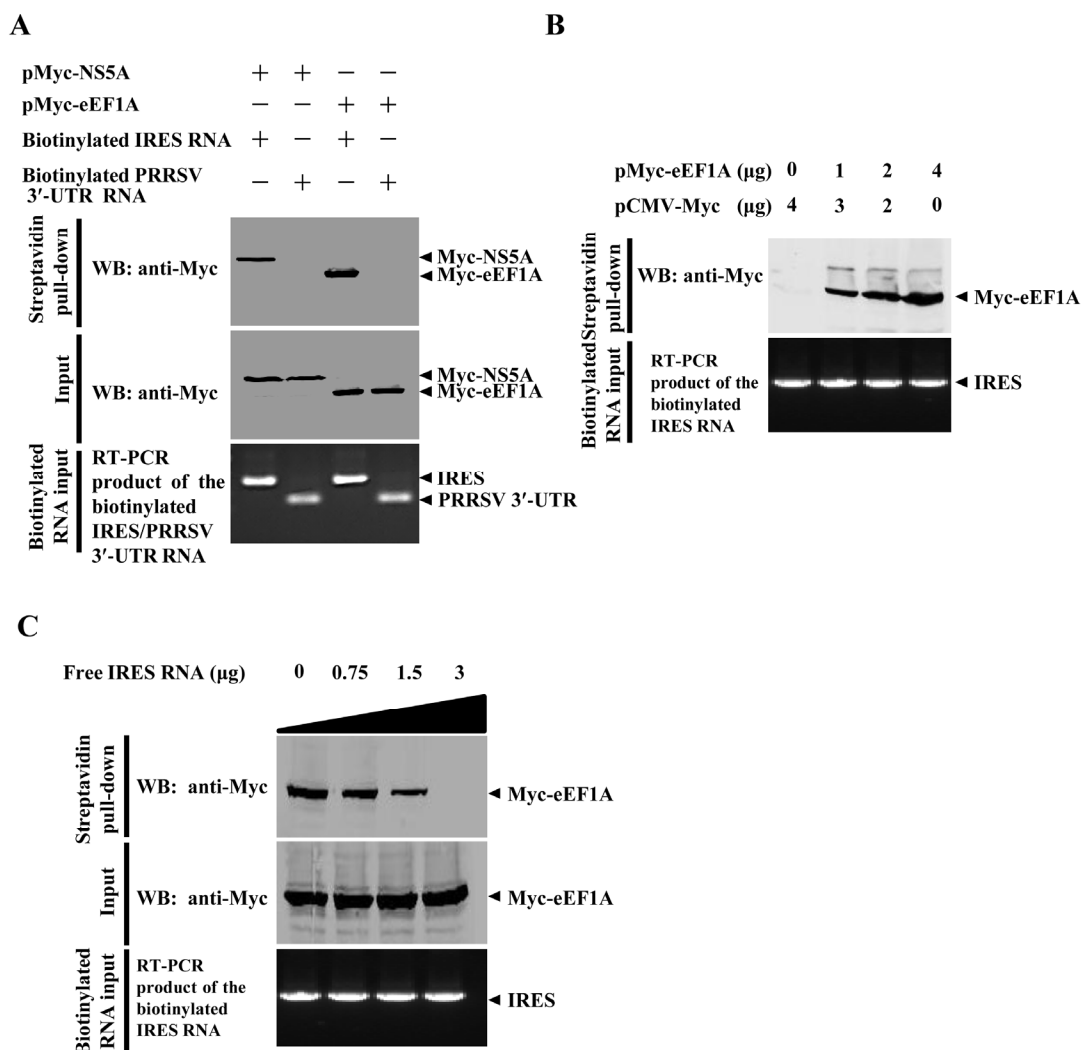 A
pMyc-NS5A + + − −
pMyc-eEF1A − − + +
Biotinylated IRES RNA + − + −
Biotinylated PRRSV
3′-UTR RNA − + − +
Streptavidin
pull-down
WB: anti-Myc
Myc-NS5A
Myc-eEF1A
Input
WB: anti-Myc
Myc-NS5A
Myc-eEF1A
Biotinylated
RNA input
RT-PCR
product of the
biotinylated
IRES/PRRSV
3′-UTR RNA
IRES
PRRSV 3′-UTR
B
pMyc-eEF1A (μg) 0 1 2 4
pCMV-Myc (μg) 4 3 2 0
Streptavidin
pull-down
WB: anti-Myc
Myc-eEF1A
Biotinylated
RNA input
RT-PCR
product of the
biotinylated
IRES RNA
IRES
C
Free IRES RNA (μg) 0 0.75 1.5 3
Streptavidin
pull-down
WB: anti-Myc
Myc-eEF1A
Input
WB: anti-Myc
Myc-eEF1A
Biotinylated
RNA input
RT-PCR
product of the
biotinylated
IRES RNA
IRES